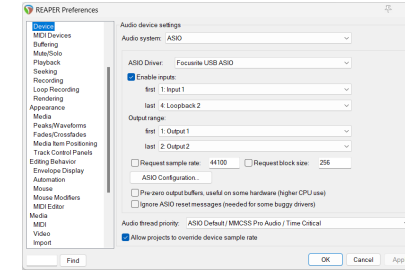 REAPER Preferences
Device
MIDI Devices
Buffering
Mute/Solo
Playback
Seeking
Recording
Loop Recording
Rendering
Appearance
Media
Peaks/Waveforms
Fades/Crossfades
Media Item Positioning
Track Control Panels
Editing Behavior
Envelope Display
Automation
Mouse
Mouse Modifiers
MIDI Editor
Media
MIDI
Video
Import
Find
Audio device settings
Audio system: ASIO
ASIO Driver: Focusrite USB ASIO
Enable inputs:
first 1: Input 1
last 4: Loopback 2
Output range:
first 1: Output 1
last 2: Output 2
Request sample rate: 44100 Request block size: 256
ASIO Configuration...
Pre-zero output buffers, useful on some hardware (higher CPU use)
Ignore ASIO reset messages (needed for some buggy drivers)
Audio thread priority: ASIO Default / MMCSS Pro Audio / Time Critical
Allow projects to override device sample rate
OK Cancel App